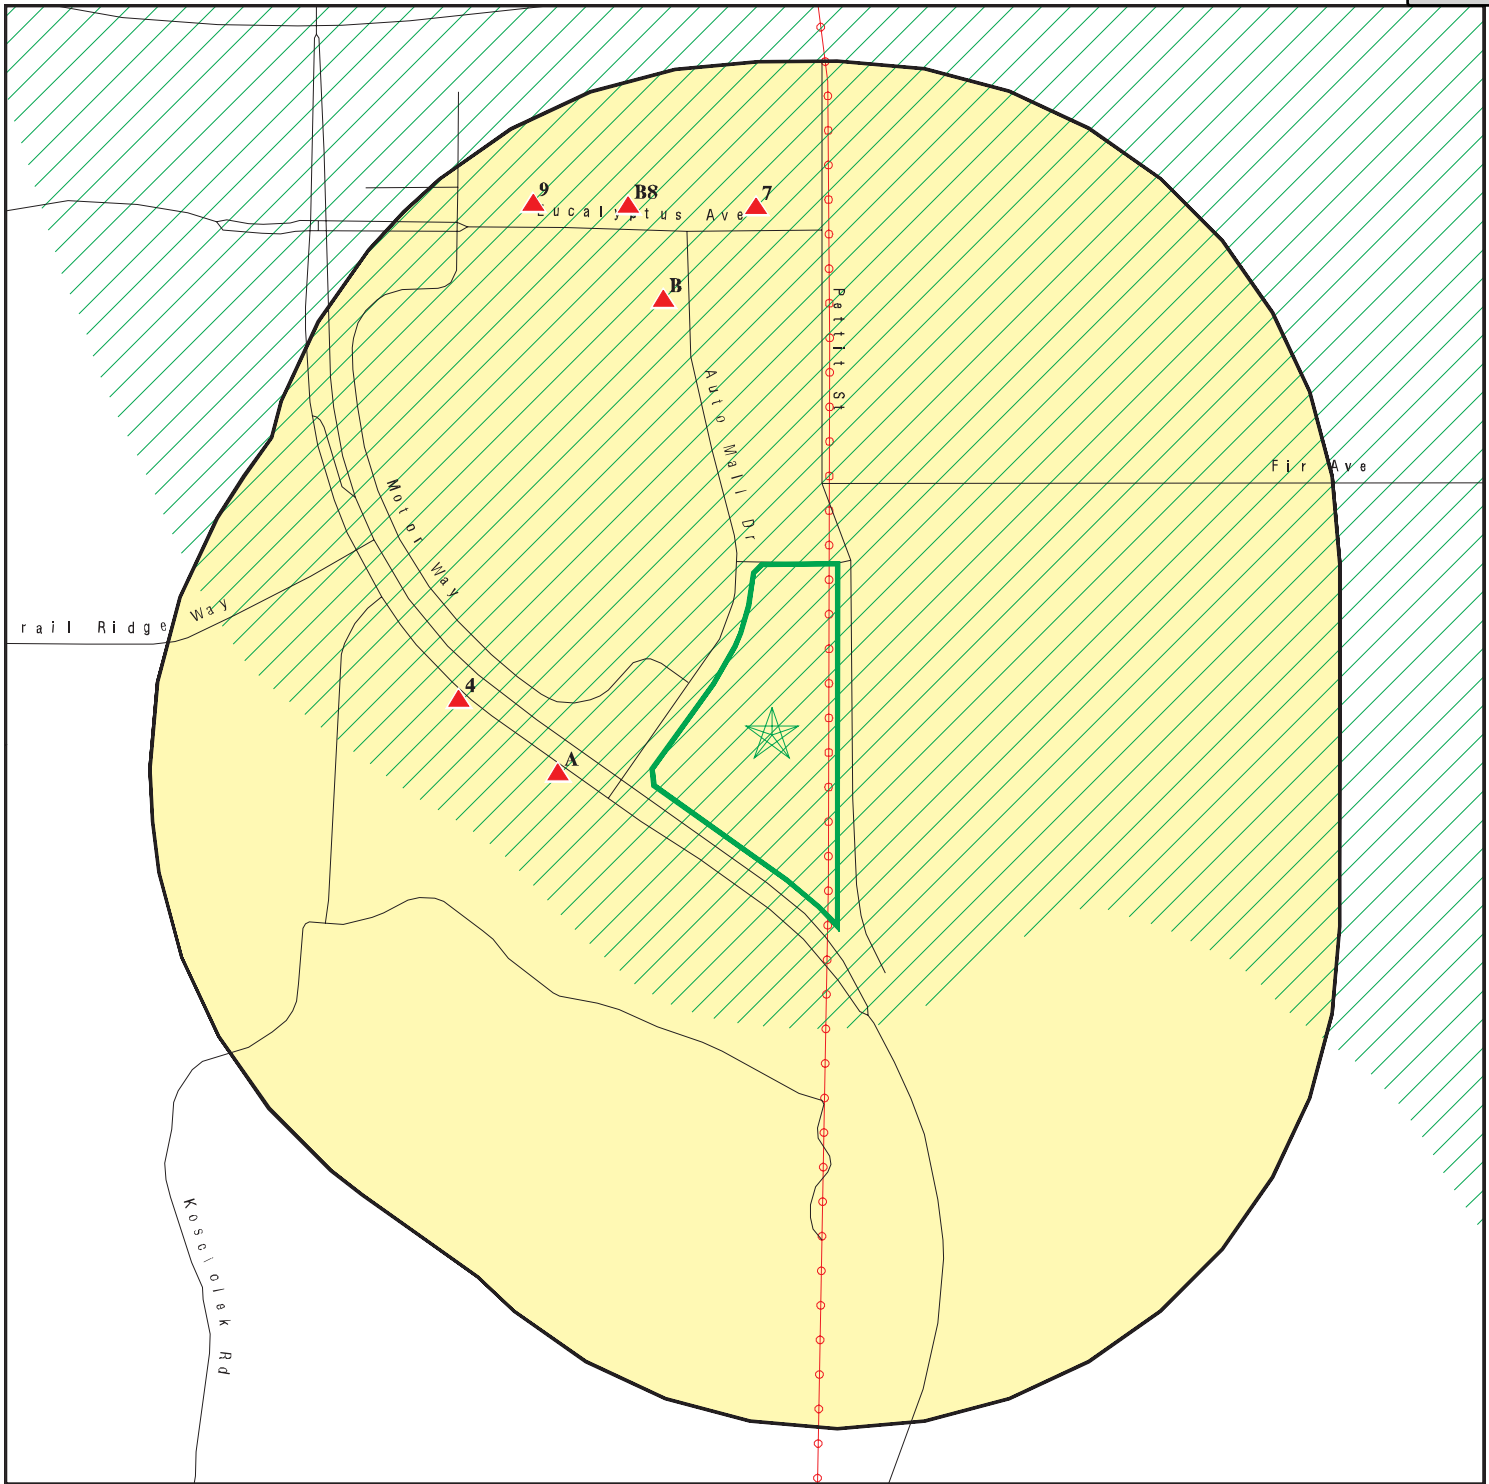 9
B8
7
Eucalyptus Ave
B
Pettit St
Auto Mall Dr
Fir Ave
Motor Way
rail Ridge Way
4
A
Kosciolek Rd